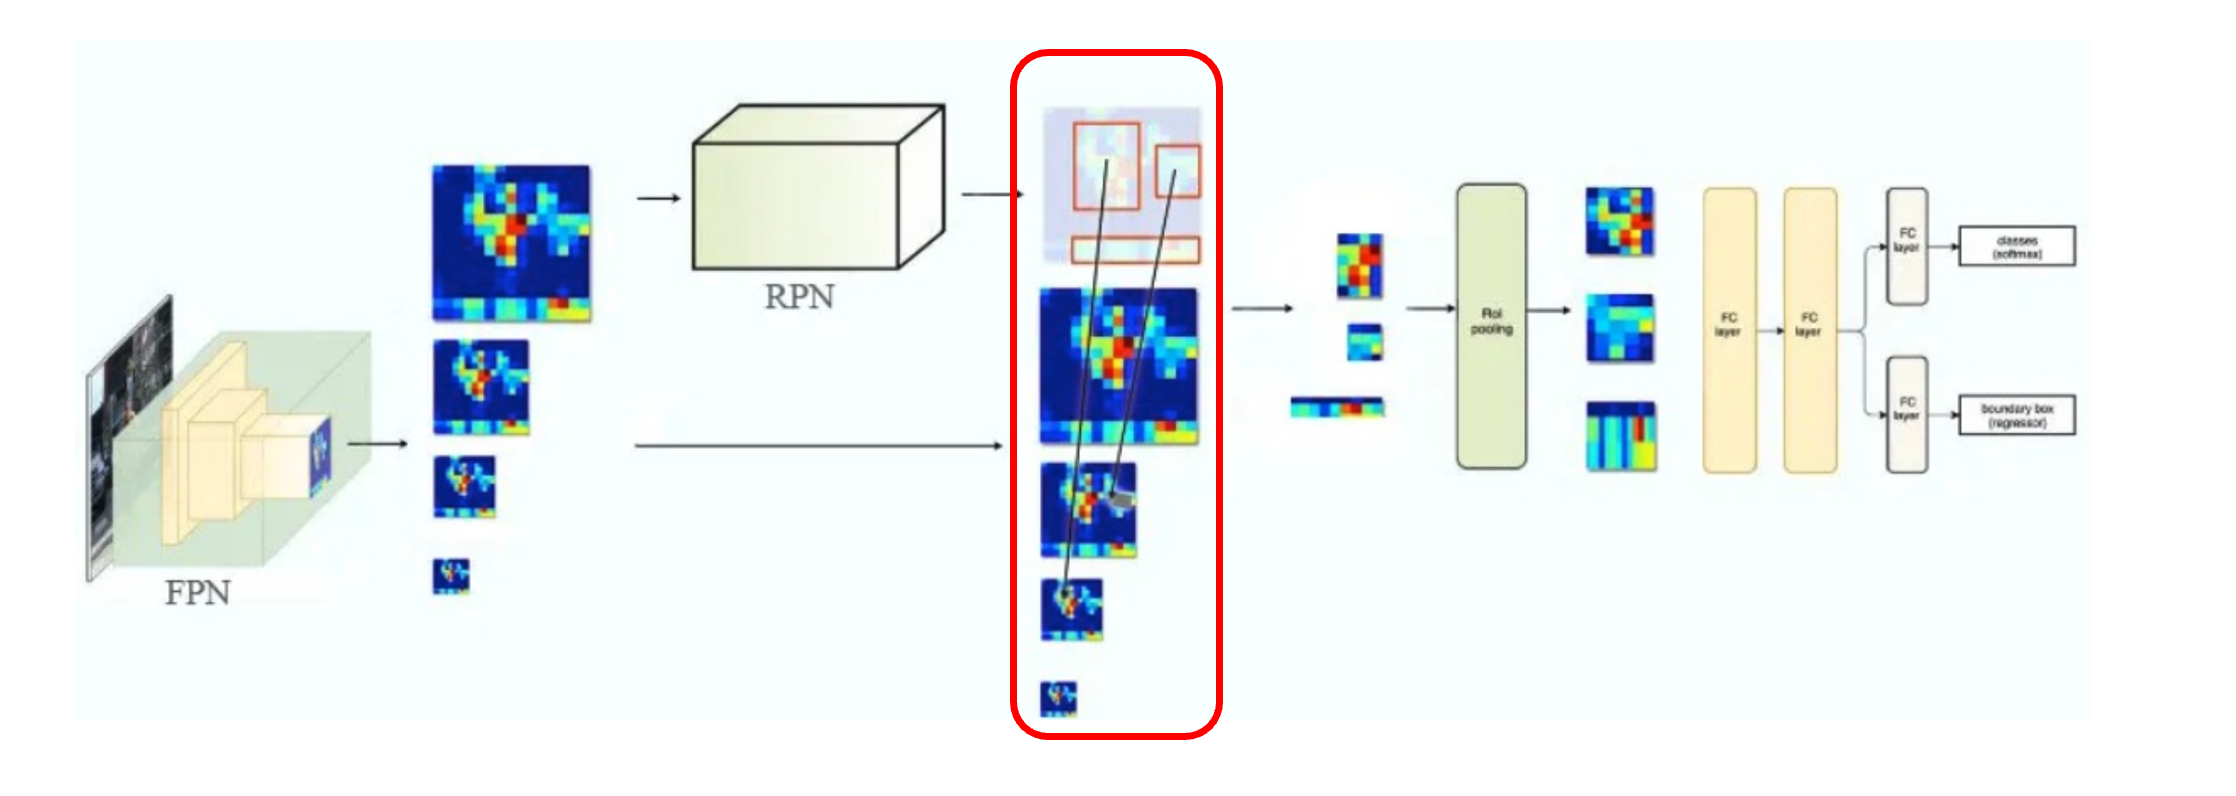 FPN
RPN
RoI
pooling
FC
layer
FC
layer
FC
layer
classes
(softmax)
FC
layer
boundary box
(regressor)